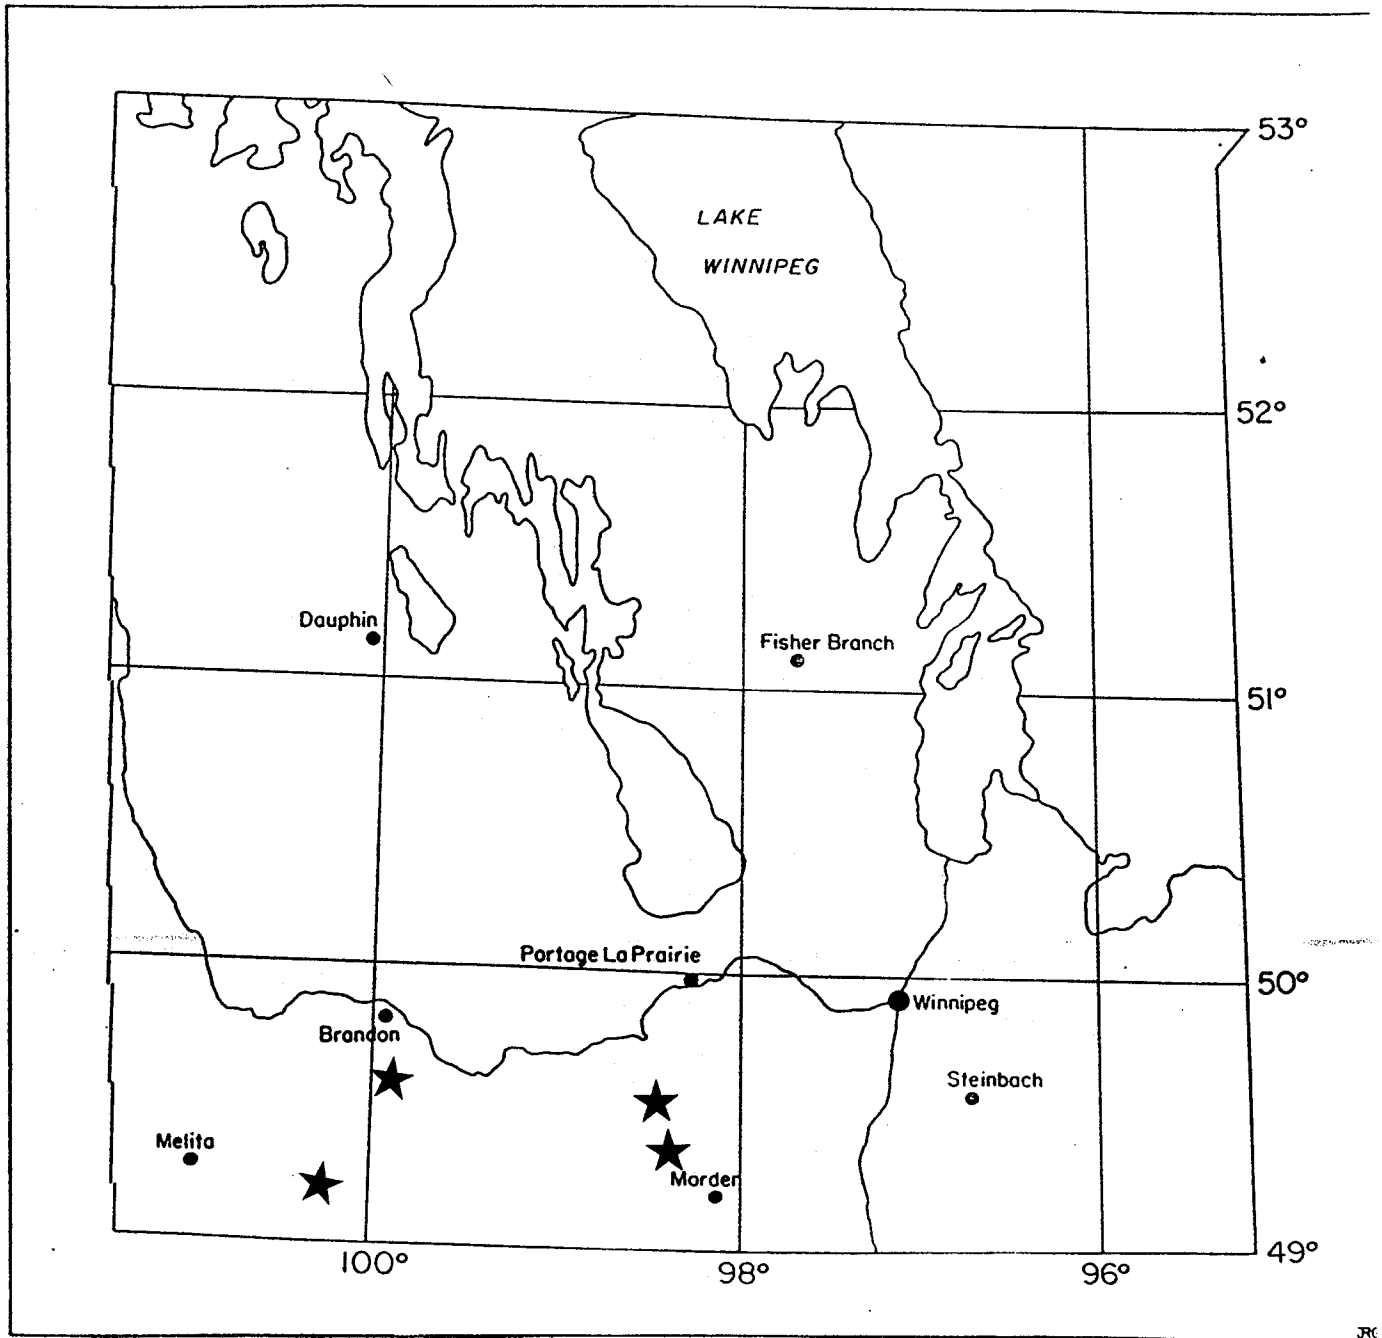 53°
LAKE
WINNIPEG
52°
Dauphin
Fisher Branch
51°
Portage La Prairie
50°
Winnipeg
Brandon
Steinbach
Melita
Morden
49°
100°
98°
96°